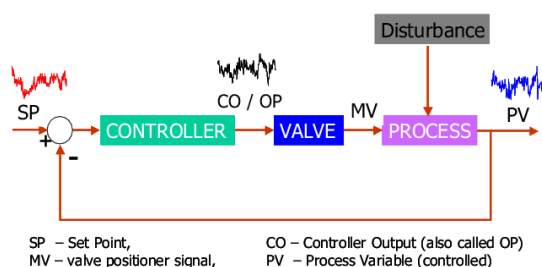 Disturbance
SP
CO / OP
MV
PV
+
CONTROLLER
VALVE
PROCESS
-
SP – Set Point,
CO – Controller Output (also called OP)
MV – valve positioner signal,
PV – Process Variable (controlled)